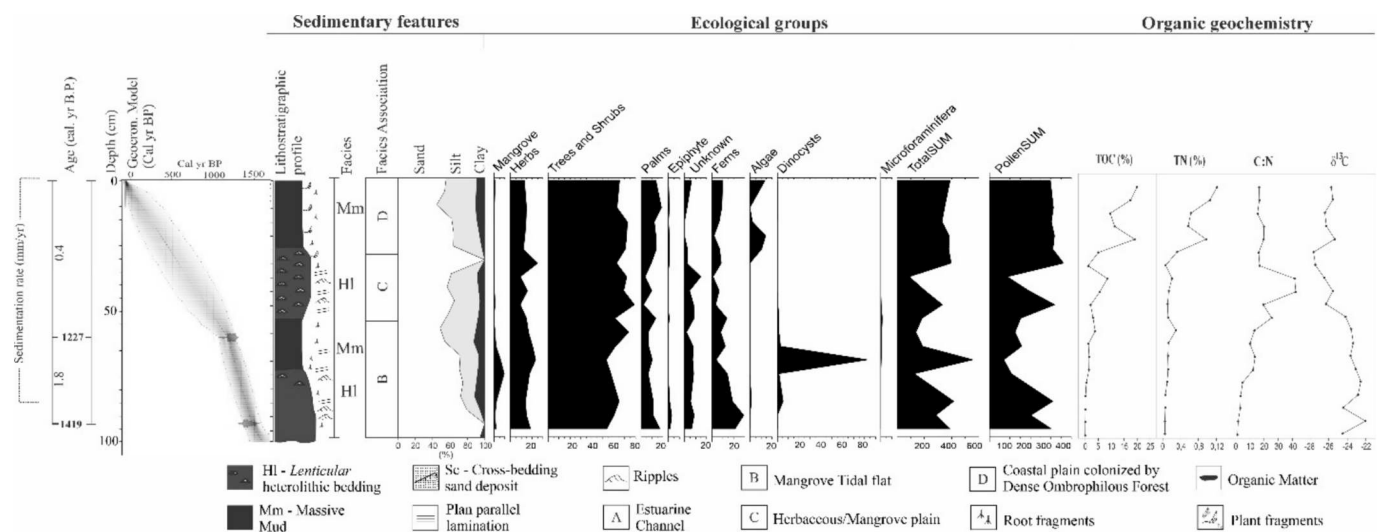 Sedimentary features
Ecological groups
Organic geochemistry
Sedimentation rate (mm/yr)
Age (cal. yr B.P.)
Depth (cm)
Geocron. Model
(Cal yr BP)
Lithostratigraphic
profile
Facies
Facies Association
Sand
Silt
Clay
Mangrove
Herbs
Trees and Shrubs
Palms
Epiphyte
Unknown
Ferns
Algae
Dinocysts
Microforaminifera
TotalSUM
PollenSUM
TOC (%)
TN (%)
C:N
δ¹³C
Cal yr BP
0 500 1000 1500
0
50
100
0.4
1227
1.8
1419
Mm
Hl
Mm
Hl
D
C
B
0 20 40 60 80 100
(%)
20
20 40 60 80
20
20
20
20 40 60 80 100
200 400 600
100 200 300 400
0 5 10 15 20 25
0 0,4 0,8 0,12
0 10 20 30 40 50
-28 -26 -24 -22
Hl - Lenticular
heterolithic bedding
Sc - Cross-bedding
sand deposit
Ripples
B
Mangrove Tidal flat
D
Coastal plain colonized by
Dense Ombrophilous Forest
Organic Matter
Mm - Massive
Mud
Plan parallel
lamination
A
Estuarine
Channel
C
Herbaceous/Mangrove plain
Root fragments
Plant fragments